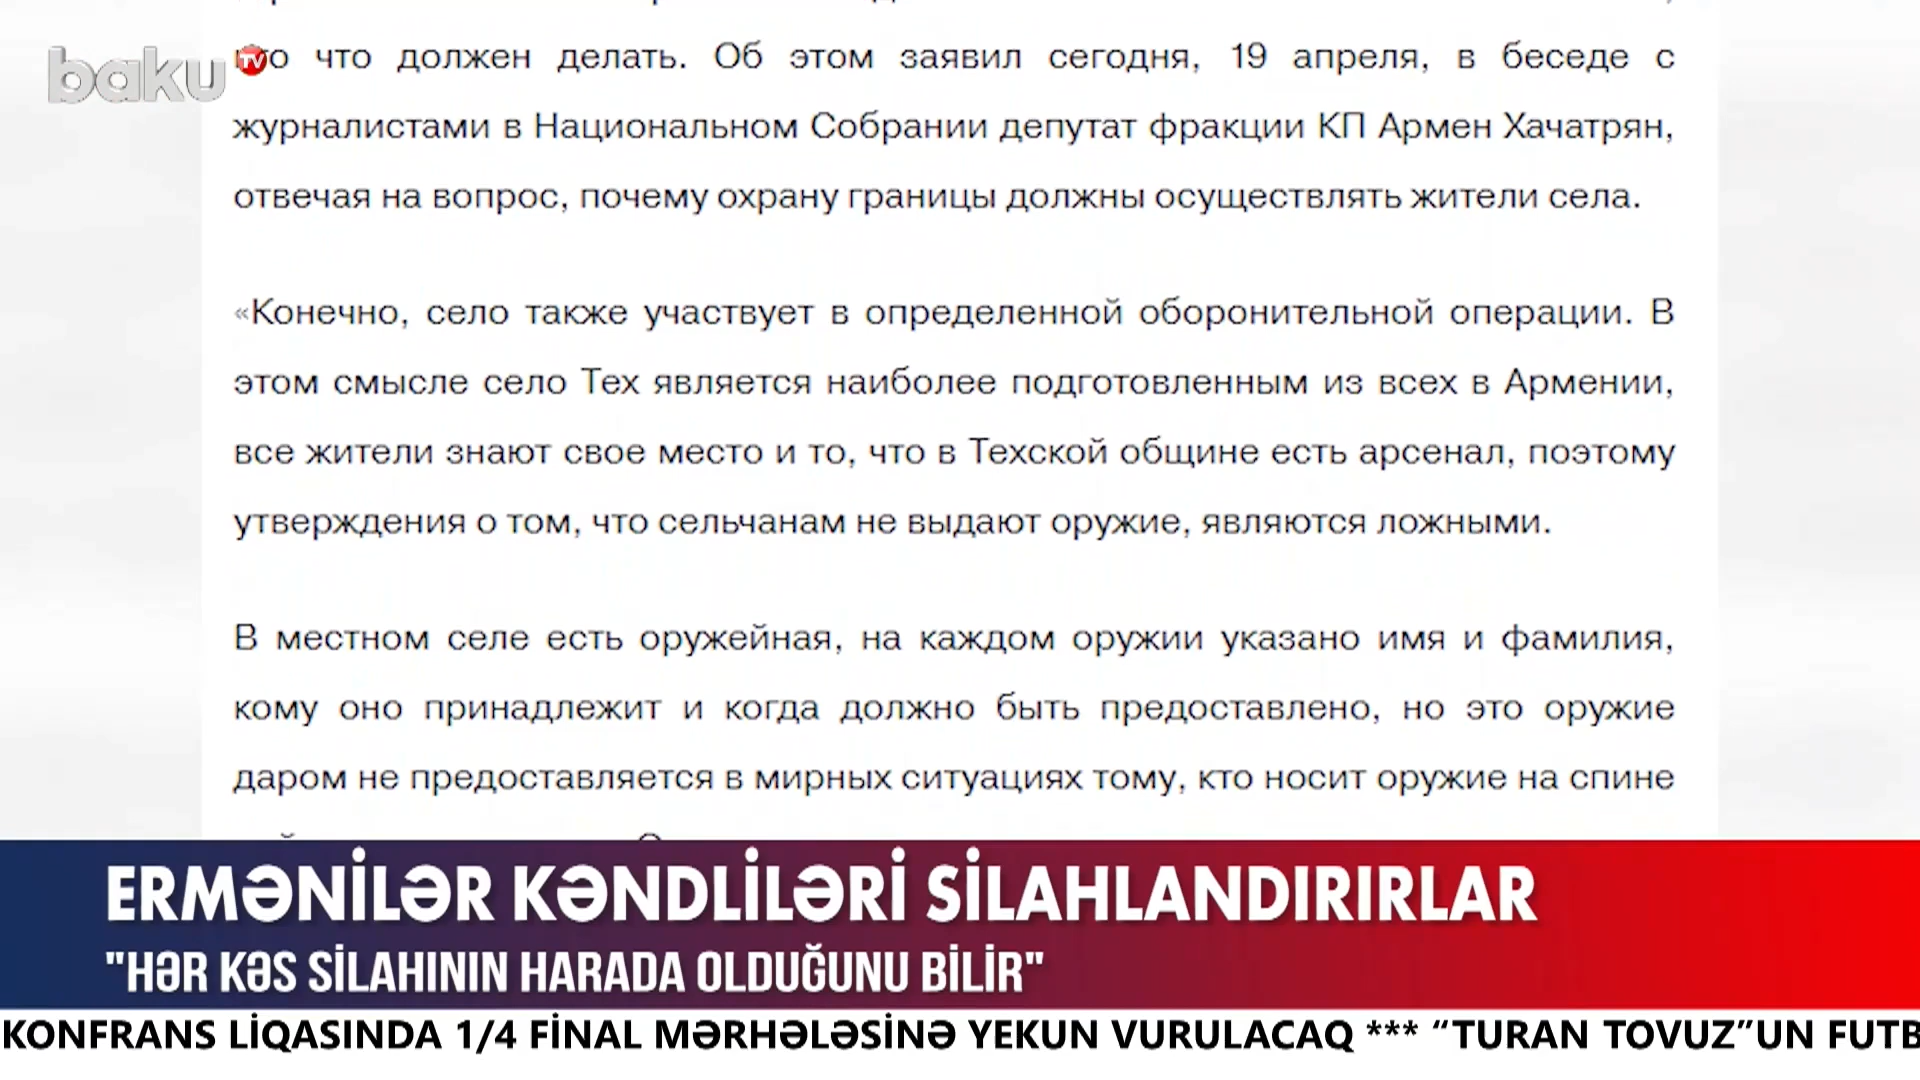 baku TV
что должен делать. Об этом заявил сегодня, 19 апреля, в беседе с
журналистами в Национальном Собрании депутат фракции КП Армен Хачатрян,
отвечая на вопрос, почему охрану границы должны осуществлять жители села.
«Конечно, село также участвует в определенной оборонительной операции. В
этом смысле село Тех является наиболее подготовленным из всех в Армении,
все жители знают свое место и то, что в Техской общине есть арсенал, поэтому
утверждения о том, что сельчанам не выдают оружие, являются ложными.
В местном селе есть оружейная, на каждом оружии указано имя и фамилия,
кому оно принадлежит и когда должно быть предоставлено, но это оружие
даром не предоставляется в мирных ситуациях тому, кто носит оружие на спине
ERMƏNİLƏR KƏNDLİLƏRİ SİLAHLANDIRIRLAR
"HƏR KƏS SİLAHININ HARADA OLDUĞUNU BİLİR"
KONFRANS LİQASINDA 1/4 FİNAL MƏRHƏLƏSİNƏ YEKUN VURULACAQ *** “TURAN TOVUZ”UN FUTB